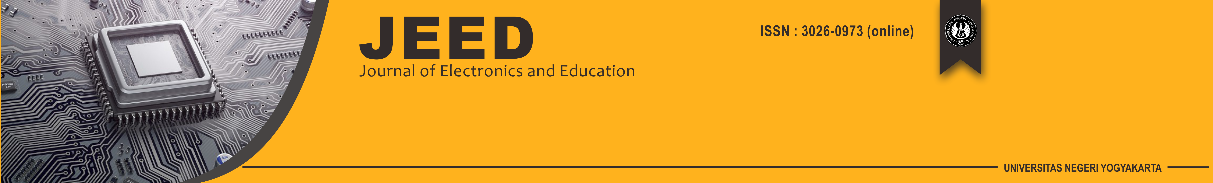 JEED
Journal of Electronics and Education
ISSN : 3026-0973 (online)
UNIVERSITAS NEGERI YOGYAKARTA